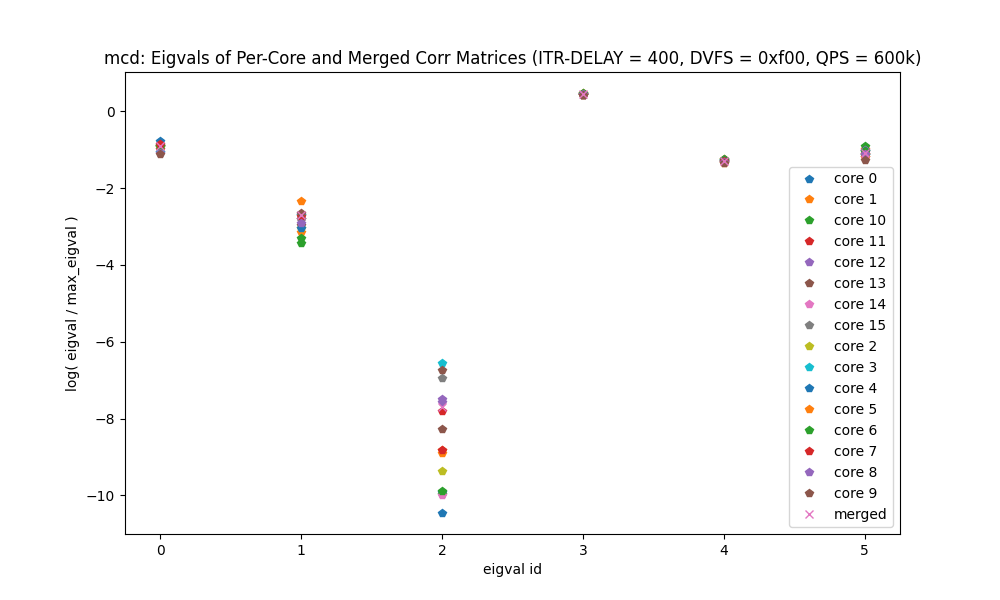 mcd: Eigvals of Per-Core and Merged Corr Matrices (ITR-DELAY = 400, DVFS = 0xf00, QPS = 600k)
log( eigval / max_eigval )
0
−2
−4
−6
−8
−10
0 1 2 3 4 5
eigval id
core 0
core 1
core 10
core 11
core 12
core 13
core 14
core 15
core 2
core 3
core 4
core 5
core 6
core 7
core 8
core 9
merged